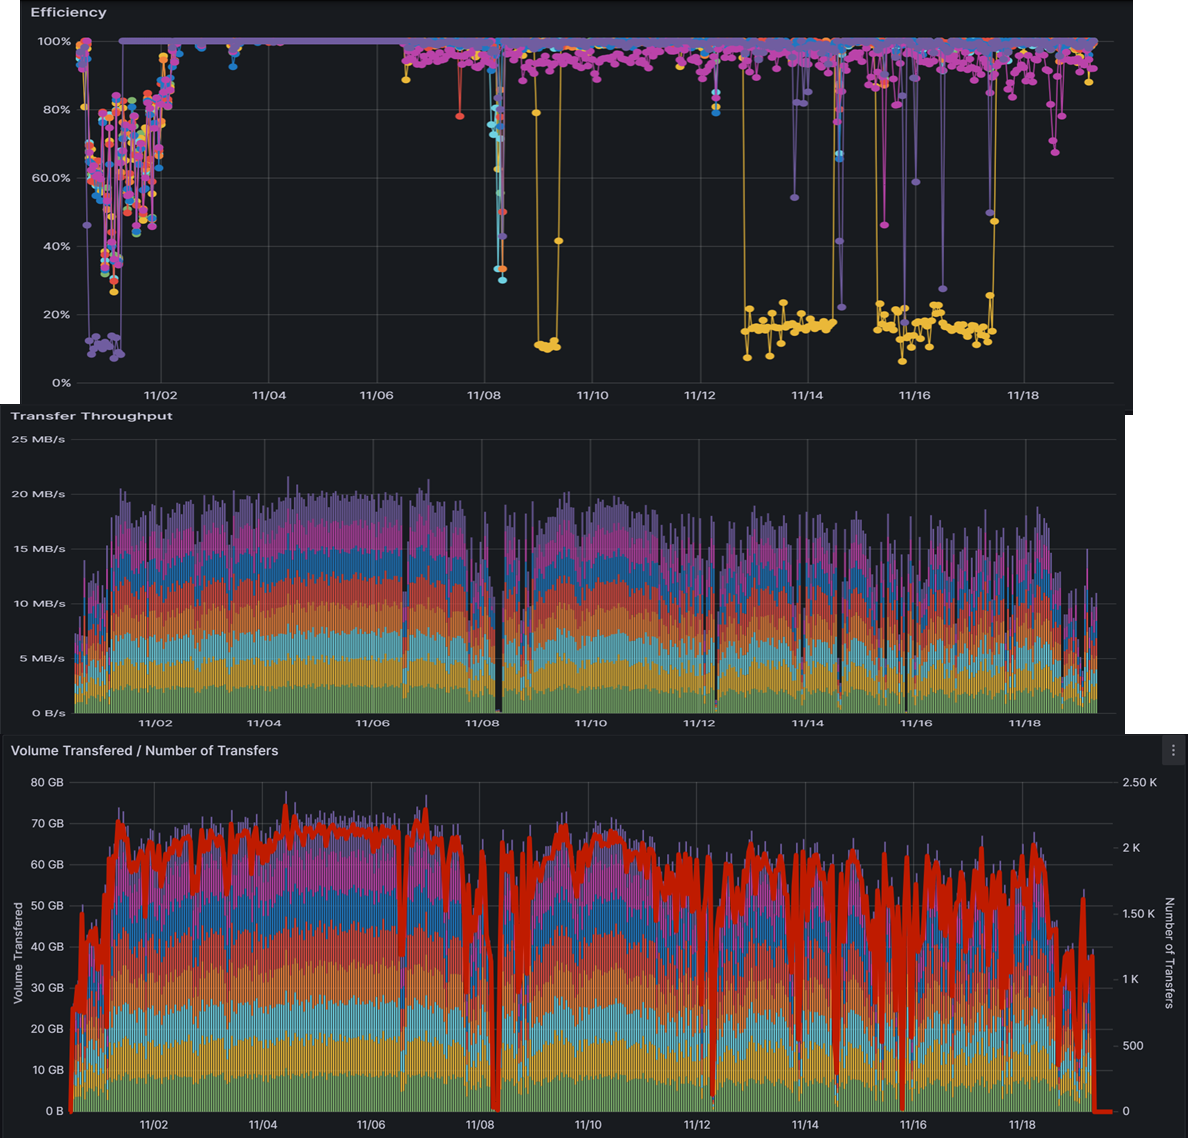 Efficiency
100%
80%
60.0%
40%
20%
0%
11/02 11/04 11/06 11/08 11/10 11/12 11/14 11/16 11/18
Transfer Throughput
25 MB/s
20 MB/s
15 MB/s
10 MB/s
5 MB/s
0 B/s
11/02 11/04 11/06 11/08 11/10 11/12 11/14 11/16 11/18
Volume Transfered / Number of Transfers
80 GB 2.50 K
70 GB
2 K
60 GB
50 GB 1.50 K
40 GB
1 K
30 GB
20 GB
500
10 GB
0 B 0
Volume Transfered
Number of Transfers
11/02 11/04 11/06 11/08 11/10 11/12 11/14 11/16 11/18